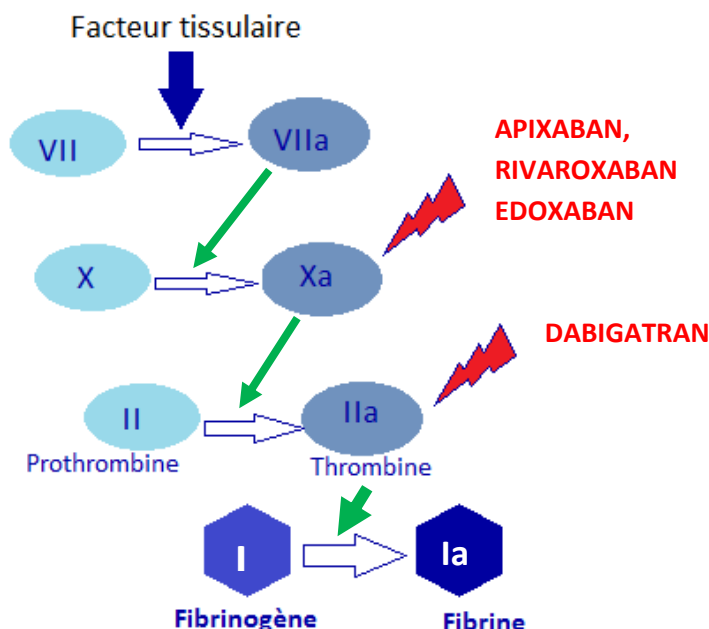 Facteur tissulaire
VII
VIIa
APIXABAN,
RIVAROXABAN
EDOXABAN
X
Xa
DABIGATRAN
II
IIa
Prothrombine
Thrombine
I
Ia
Fibrinogène
Fibrine